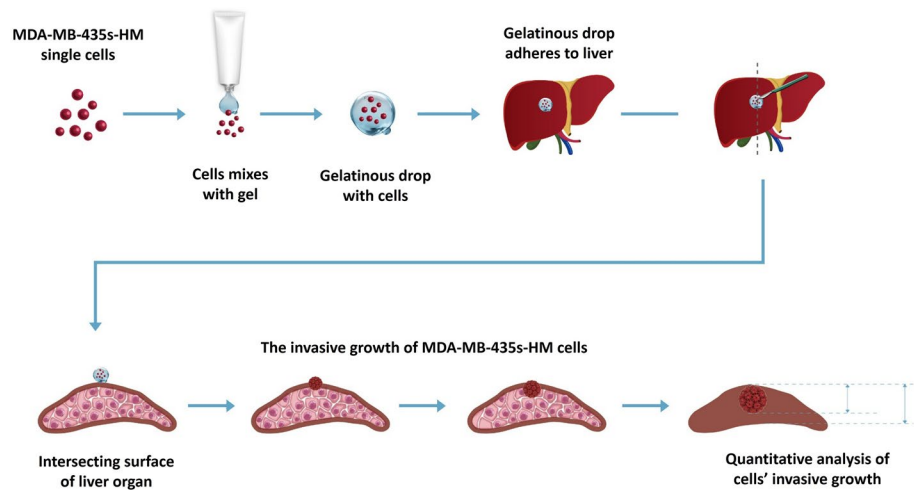 MDA-MB-435s-HM
single cells
Cells mixes
with gel
Gelatinous drop
with cells
Gelatinous drop
adheres to liver
The invasive growth of MDA-MB-435s-HM cells
Intersecting surface
of liver organ
Quantitative analysis of
cells’ invasive growth